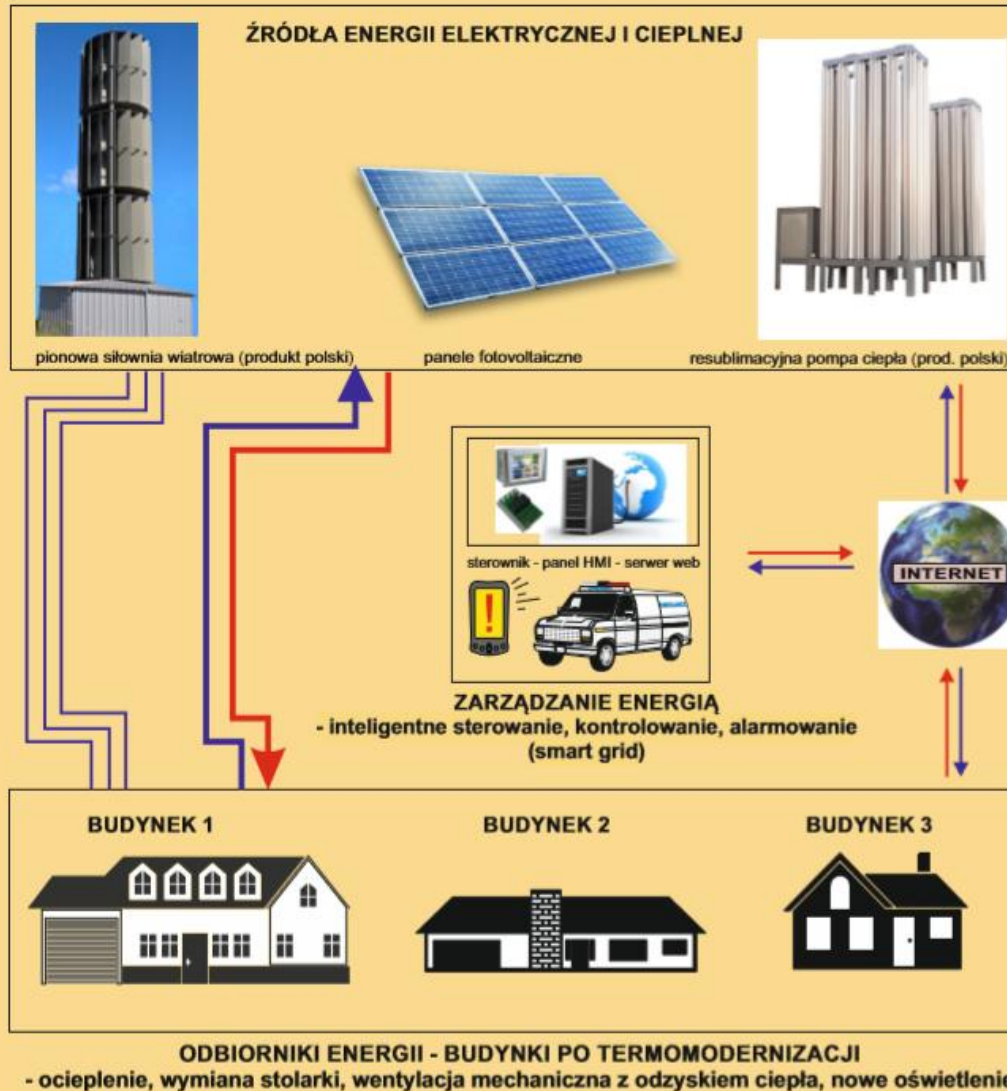 ŹRÓDŁA ENERGII ELEKTRYCZNEJ I CIEPLNEJ
pionowa siłownia wiatrowa (produkt polski)
panele fotovoltaiczne
resublimacyjna pompa ciepła (prod. polski)
sterownik - panel HMI - serwer web
INTERNET
ZARZĄDZANIE ENERGIĄ
- inteligentne sterowanie, kontrolowanie, alarmowanie
(smart grid)
BUDYNEK 1
BUDYNEK 2
BUDYNEK 3
ODBIORNIKI ENERGII - BUDYNKI PO TERMOMODERNIZACJI
- ocieplenie, wymiana stolarki, wentylacja mechaniczna z odzyskiem ciepła, nowe oświetleni